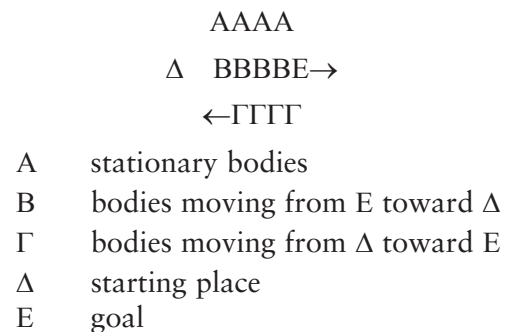 AAAA
Δ BBBBE→
←ΓΓΓΓ
A stationary bodies
B bodies moving from E toward Δ
Γ bodies moving from Δ toward E
Δ starting place
E goal